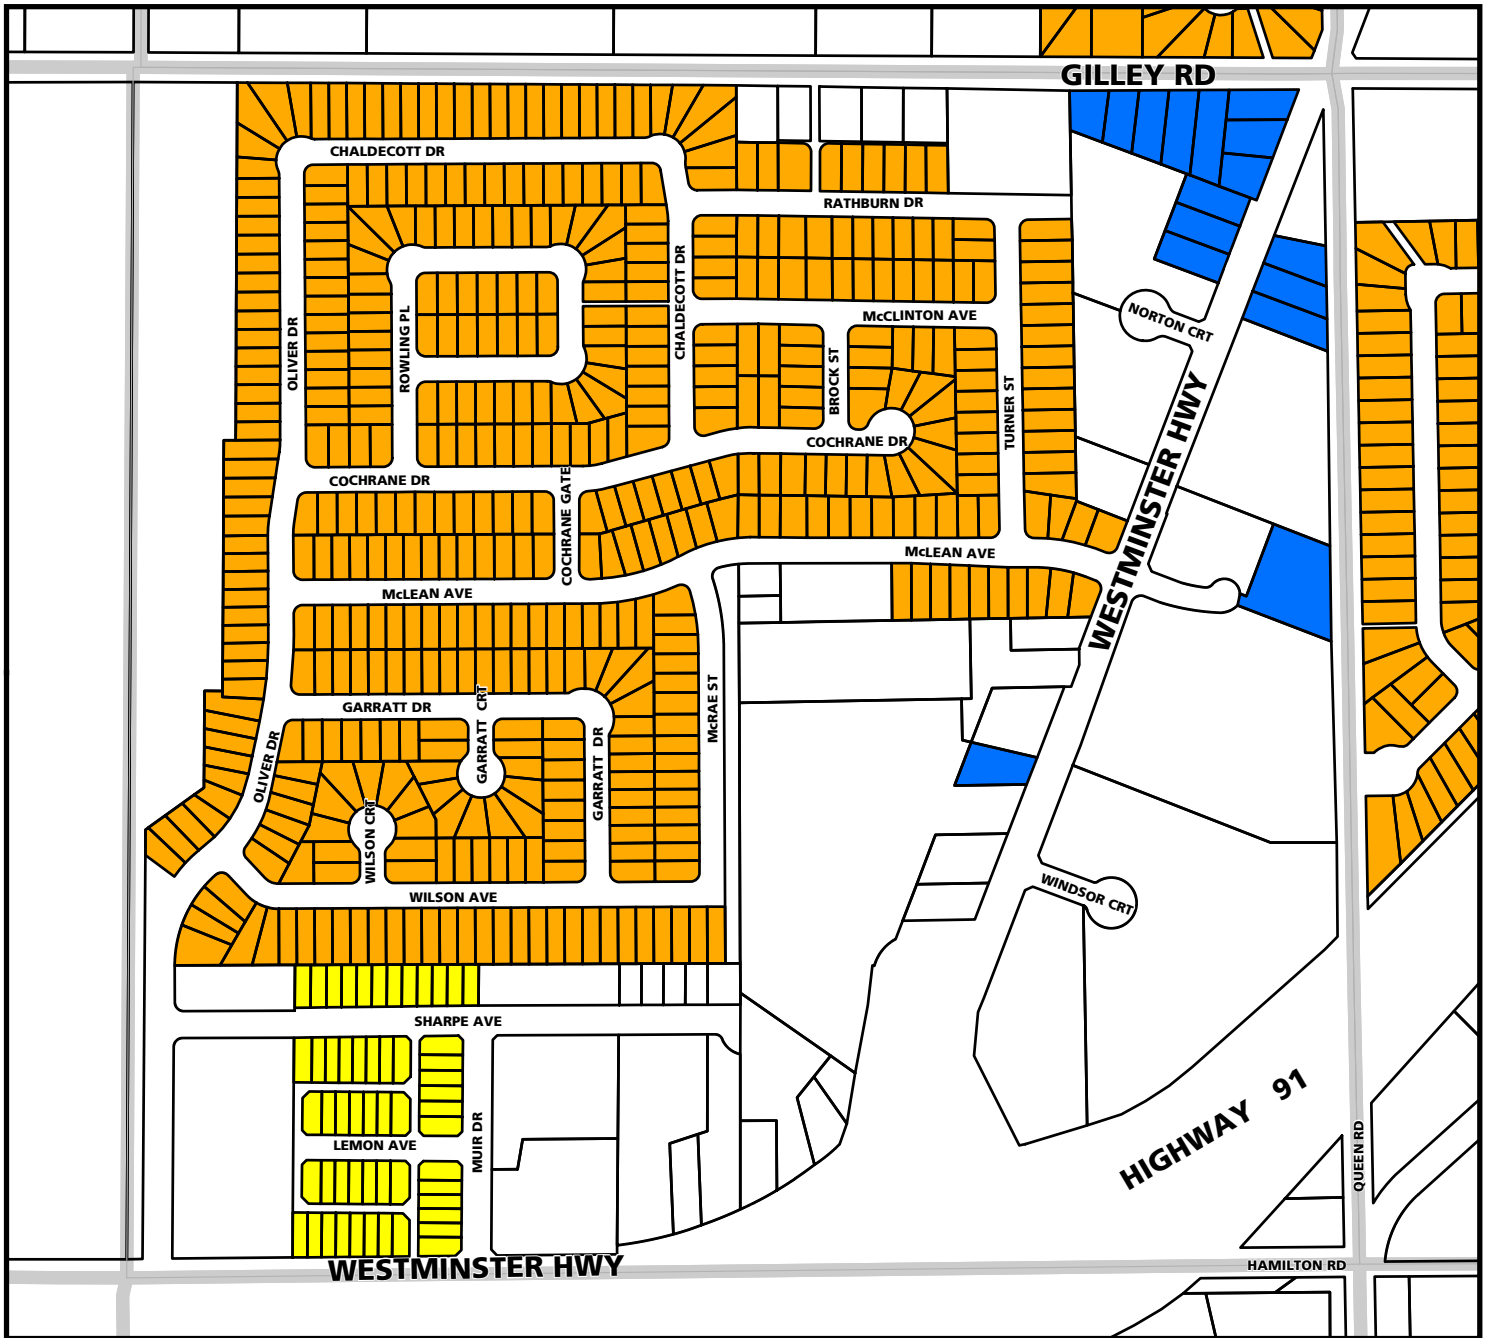 GILLEY RD
CHALDECOTT DR
RATHBURN DR
CHALDECOTT DR
McCLINTON AVE
NORTON CRT
OLIVER DR
ROWLING PL
BROCK ST
TURNER ST
WESTMINSTER HWY
COCHRANE DR
COCHRANE DR
COCHRANE GATE
McLEAN AVE
McLEAN AVE
GARRATT DR
GARRATT CRT
McRAE ST
OLIVER DR
GARRATT DR
WILSON CRT
WILSON AVE
WINDSOR CRT
SHARPE AVE
LEMON AVE
MUIR DR
HIGHWAY 91
QUEEN RD
WESTMINSTER HWY
HAMILTON RD